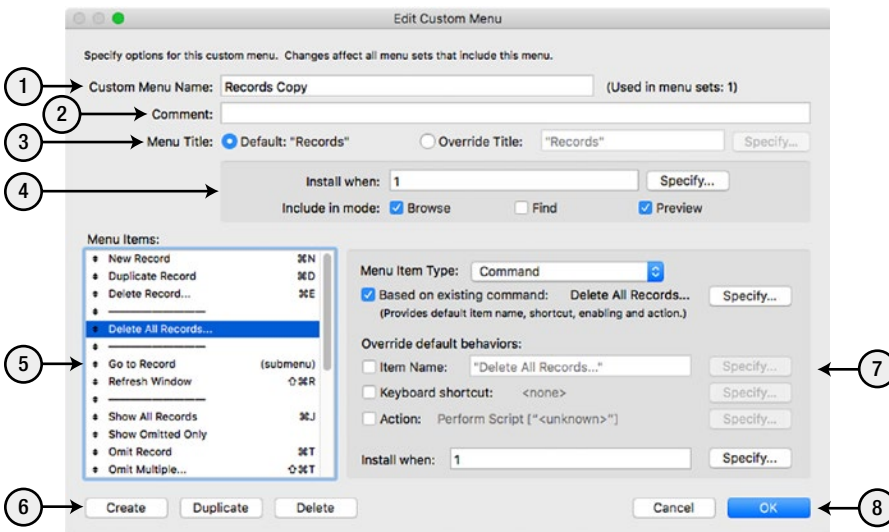 Edit Custom Menu
Specify options for this custom menu. Changes affect all menu sets that include this menu.
1 Custom Menu Name: Records Copy (Used in menu sets: 1)
2 Comment:
3 Menu Title: Default: "Records" Override Title: "Records" Specify...
4
Install when: 1 Specify...
Include in mode: Browse Find Preview
Menu Items:
New Record ⌘N
Duplicate Record ⌘D
Delete Record... ⌘E
Delete All Records...
5 Go to Record (submenu)
Refresh Window ⇧⌘R
Show All Records ⌘J
Show Omitted Only
Omit Record ⌘T
Omit Multiple... ⇧⌘T
Menu Item Type: Command
Based on existing command: Delete All Records... Specify...
(Provides default item name, shortcut, enabling and action.)
Override default behaviors:
Item Name: "Delete All Records..." Specify... 7
Keyboard shortcut: <none> Specify...
Action: Perform Script ["<unknown>"] Specify...
Install when: 1 Specify...
6 Create Duplicate Delete Cancel OK 8